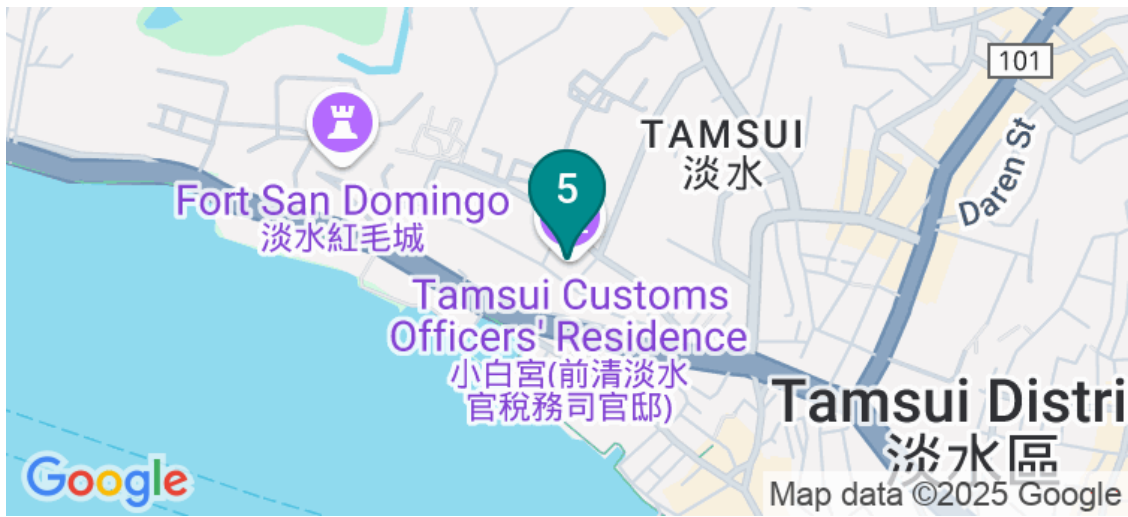 101
TAMSUI
淡水
Daren St
5
Fort San Domingo
淡水紅毛城
Tamsui Customs
Officers' Residence
小白宮(前清淡水
官稅務司官邸)
Tamsui Distri
淡水區
Google
Map data ©2025 Google